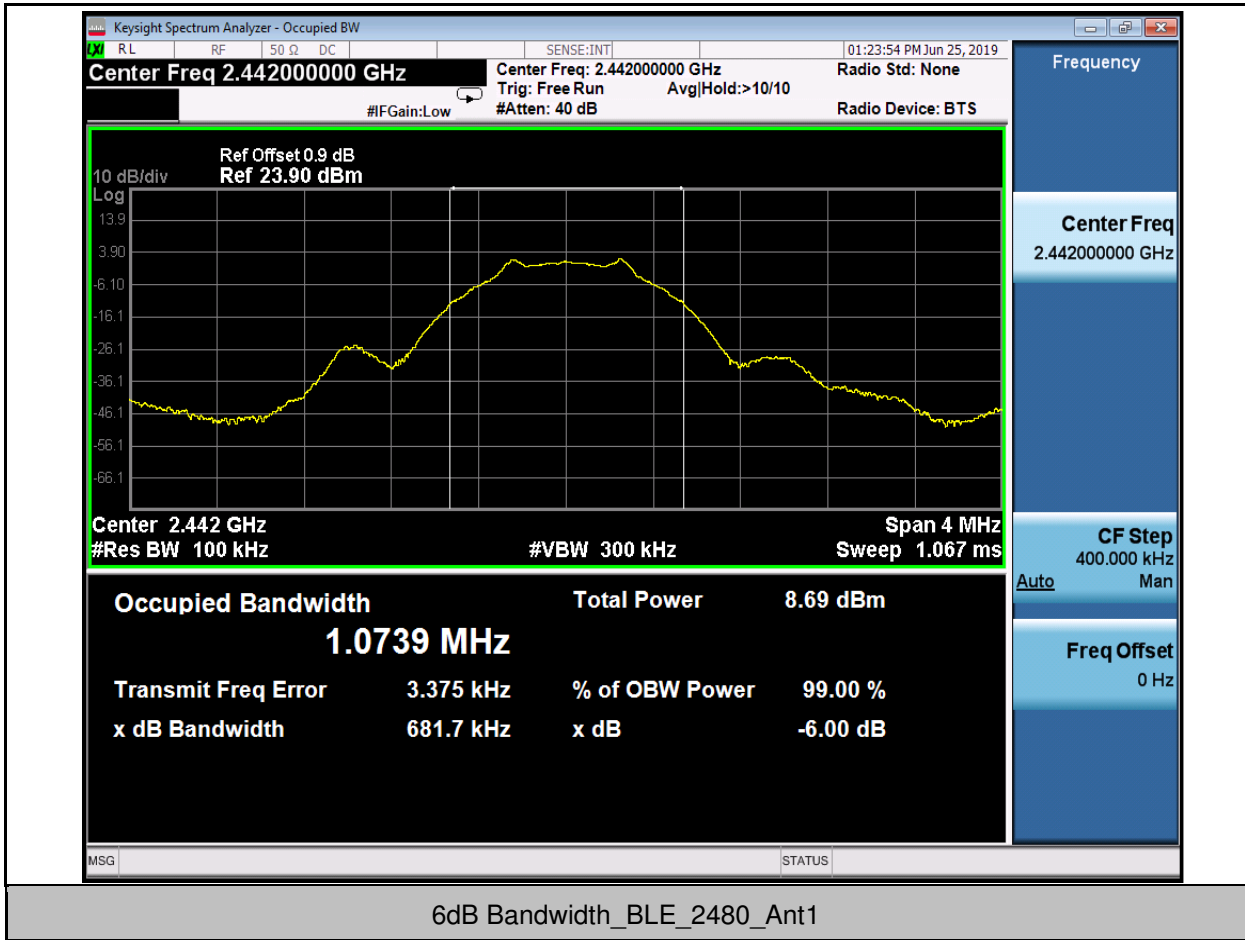 Keysight Spectrum Analyzer - Occupied BW
LXI RL RF 50 Ω DC SENSE:INT 01:23:54 PM Jun 25, 2019
Center Freq 2.442000000 GHz
#IFGain:Low
Center Freq: 2.442000000 GHz
Trig: Free Run Avg|Hold:>10/10
#Atten: 40 dB
Radio Std: None
Radio Device: BTS
Ref Offset 0.9 dB
10 dB/div Ref 23.90 dBm
Log
13.9
3.90
-6.10
-16.1
-26.1
-36.1
-46.1
-56.1
-66.1
Center 2.442 GHz Span 4 MHz
#Res BW 100 kHz #VBW 300 kHz Sweep 1.067 ms
Occupied Bandwidth Total Power 8.69 dBm
1.0739 MHz
Transmit Freq Error 3.375 kHz % of OBW Power 99.00 %
x dB Bandwidth 681.7 kHz x dB -6.00 dB
Frequency
Center Freq
2.442000000 GHz
CF Step
400.000 kHz
Auto Man
Freq Offset
0 Hz
MSG STATUS
6dB Bandwidth_BLE_2480_Ant1